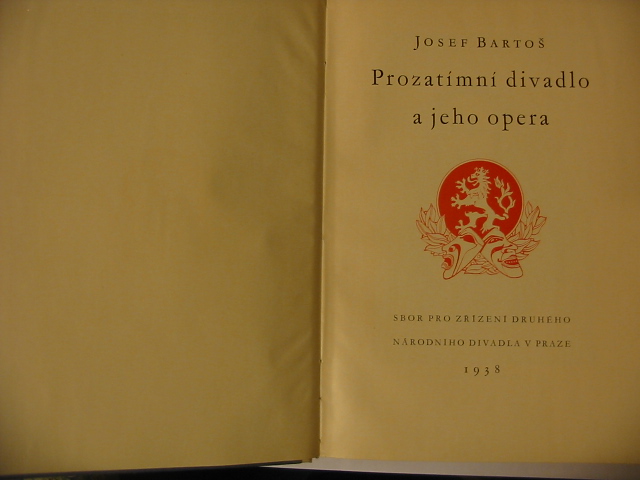 Josef Bartoš
Prozatímní divadlo
a jeho opera
SBOR PRO ZŘÍZENÍ DRUHÉHO
NÁRODNÍHO DIVADLA V PRAZE
1938